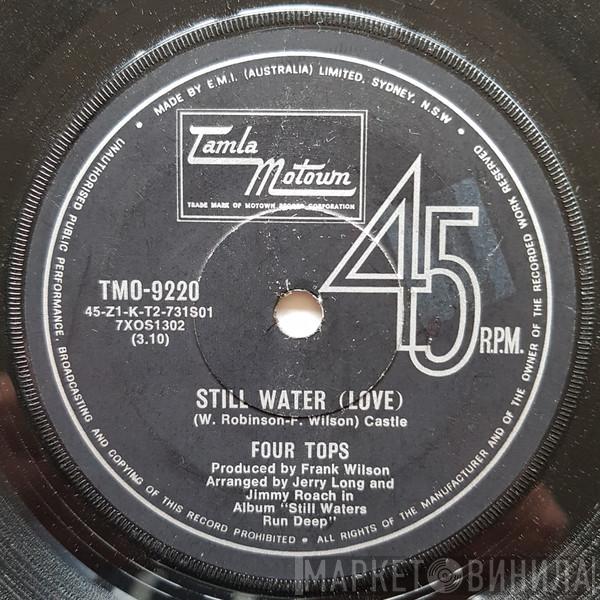 • MADE BY E.M.I. (AUSTRALIA) LIMITED, SYDNEY, N.S.W •
UNAUTHORISED PUBLIC PERFORMANCE, BROADCASTING AND COPYING OF THIS RECORD PROHIBITED • ALL RIGHTS OF THE MANUFACTURER AND OF THE OWNER OF THE RECORDED WORK RESERVED
Tamla
Motown
TRADE MARK OF MOTOWN RECORD CORPORATION
45
R.P.M.
TMO-9220
45-Z1-K-T2-731S01
7XOS1302
(3.10)
STILL WATER (LOVE)
(W. Robinson-F. Wilson) Castle
FOUR TOPS
Produced by Frank Wilson
Arranged by Jerry Long and
Jimmy Roach in
Album "Still Waters
Run Deep"
МАРКЕТ ВИНИЛА